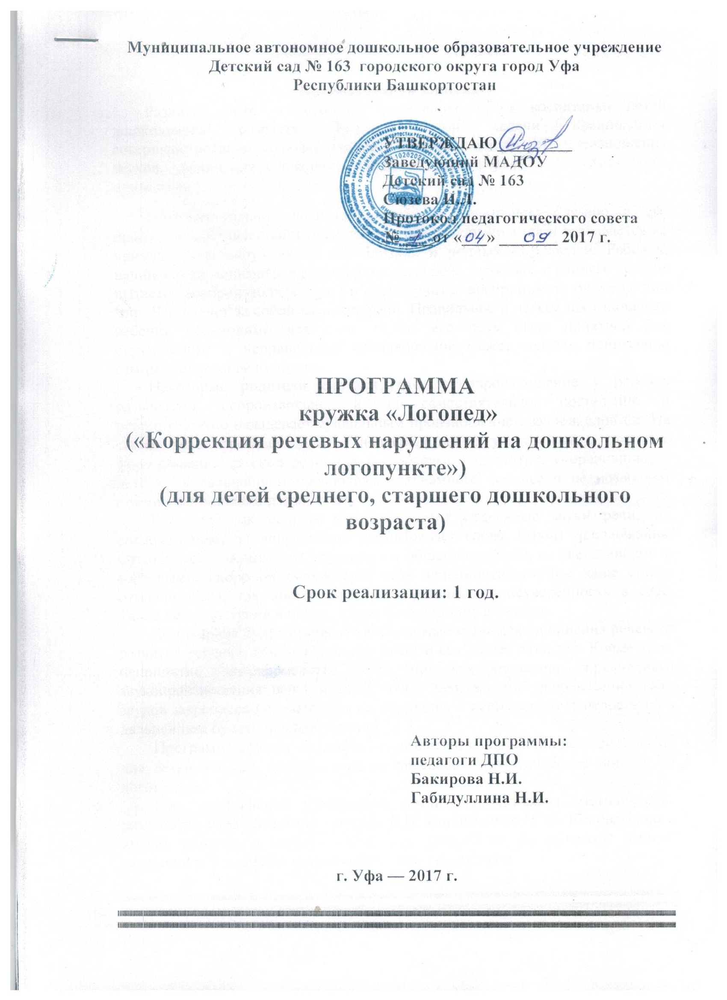 Муниципальное автономное дошкольное образовательное учреждение
Детский сад № 163 городского округа город Уфа
Республики Башкортостан
УТВЕРЖДАЮ
Заведующий МАДОУ
Детский сад № 163
Сюзева И.Л.
Протокол педагогического совета
№ 1 от «04» 09 2017 г.
ПРОГРАММА
кружка «Логопед»
(«Коррекция речевых нарушений на дошкольном
логопункте»)
(для детей среднего, старшего дошкольного
возраста)
Срок реализации: 1 год.
Авторы программы:
педагоги ДПО
Бакирова Н.И.
Габидуллина Н.И.
г. Уфа — 2017 г.